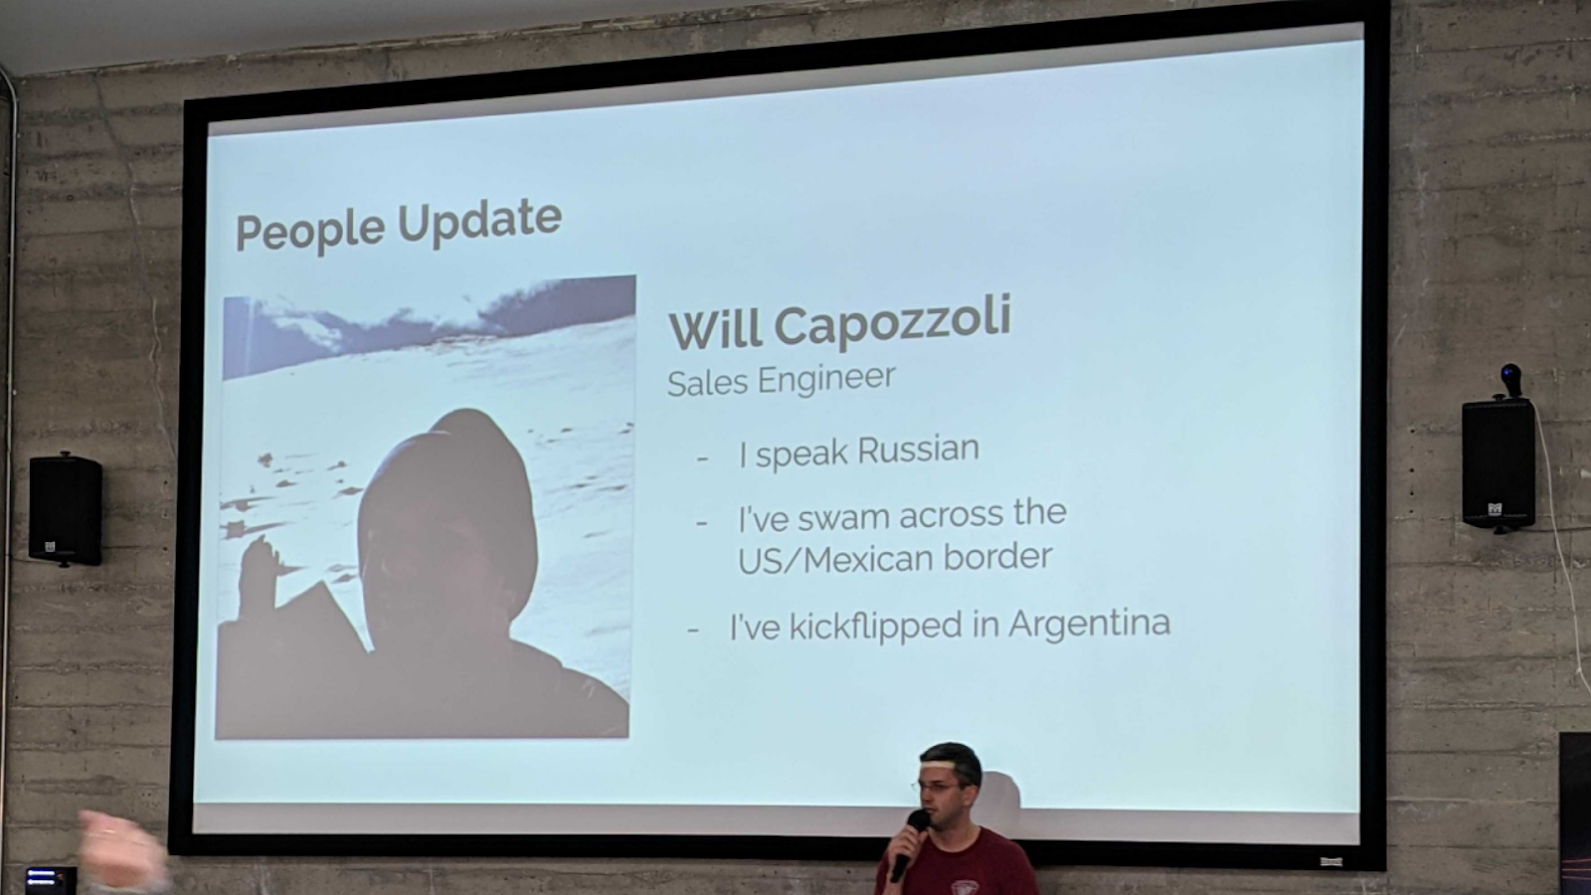 People Update
Will Capozzoli
Sales Engineer
- I speak Russian
- I've swam across the
US/Mexican border
- I've kickflipped in Argentina